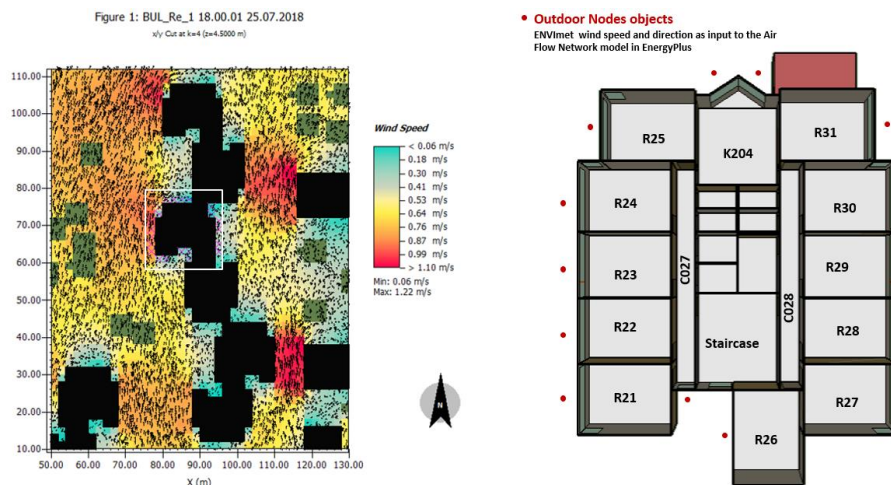 Figure 1: BUL_Re_1 18.00.01 25.07.2018
x/y Cut at k=4 (z=4.5000 m)
112.00
100.00
90.00
80.00
70.00
60.00
50.00
40.00
30.00
20.00
10.00
50.00 60.00 70.00 80.00 90.00 100.00 110.00 120.00 130.00
X (m)
Wind Speed
< 0.06 m/s
0.18 m/s
0.30 m/s
0.41 m/s
0.53 m/s
0.64 m/s
0.76 m/s
0.87 m/s
0.99 m/s
> 1.10 m/s
Min: 0.06 m/s
Max: 1.22 m/s
N
• Outdoor Nodes objects
ENVImet wind speed and direction as input to the Air
Flow Network model in EnergyPlus
R25
K204
R31
R24
R30
R23
C027
C028
R29
R22
Staircase
R28
R21
R27
R26